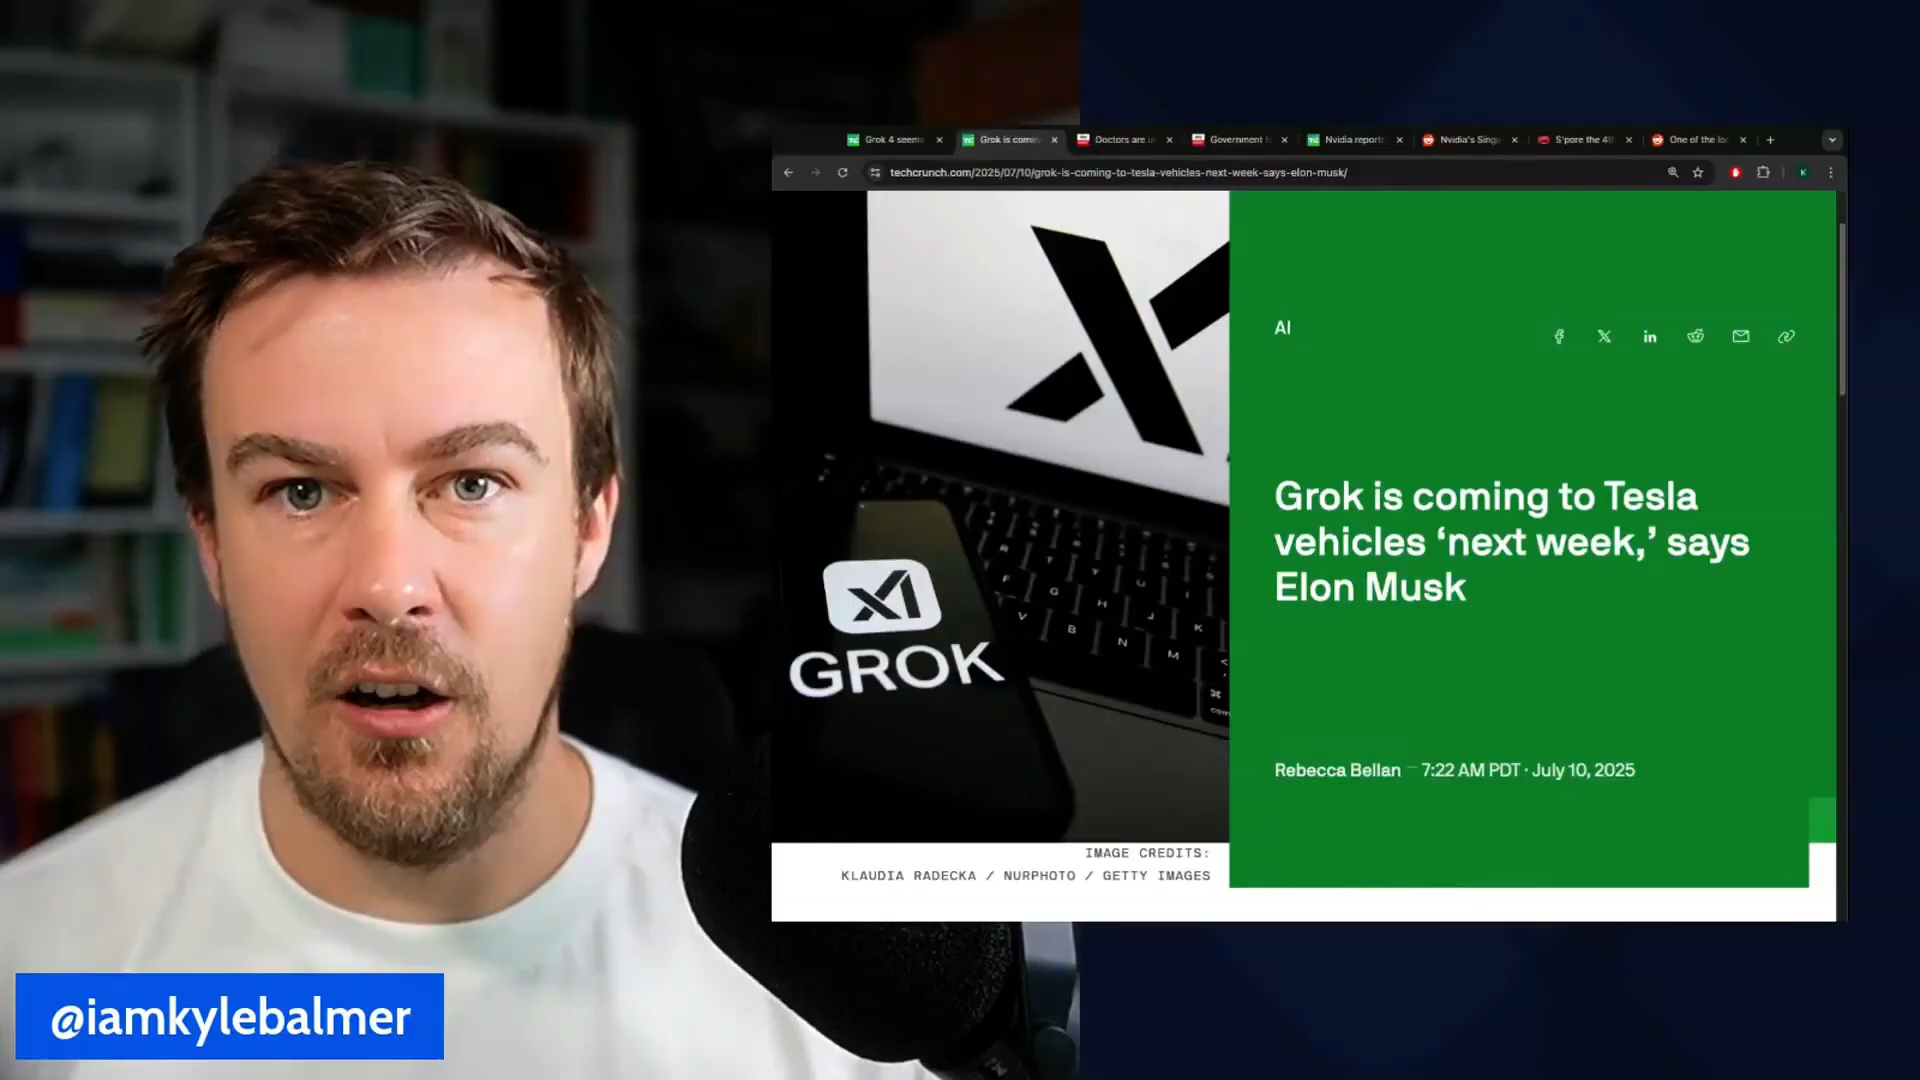 Grok 4 seems
Grok is comin
Doctors are u
Government l
Nvidia report
Nvidia's Sing
S'pore the 4t
One of the lo
techcrunch.com/2025/07/10/grok-is-coming-to-tesla-vehicles-next-week-says-elon-musk/
K
AI
in
Grok is coming to Tesla
vehicles ‘next week,’ says
Elon Musk
GROK
Rebecca Bellan — 7:22 AM PDT · July 10, 2025
IMAGE CREDITS:
KLAUDIA RADECKA / NURPHOTO / GETTY IMAGES
@iamkylebalmer